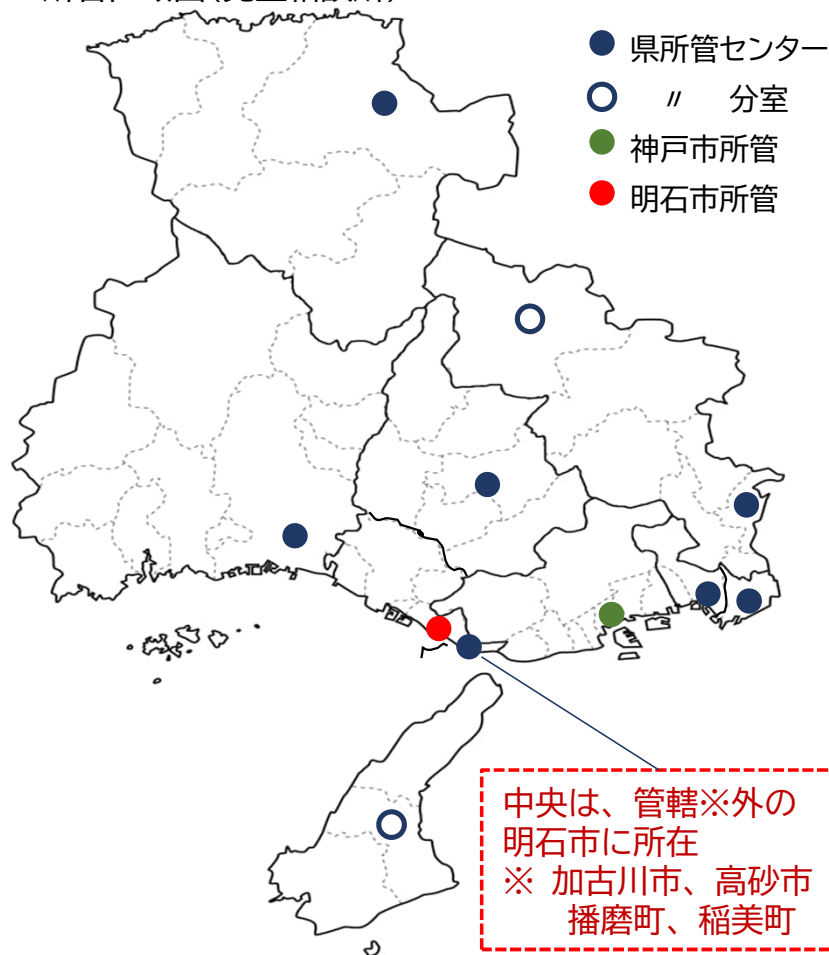 県所管センター
〃 分室
神戸市所管
明石市所管
中央は、管轄※外の
明石市に所在
※ 加古川市、高砂市
播磨町、稲美町